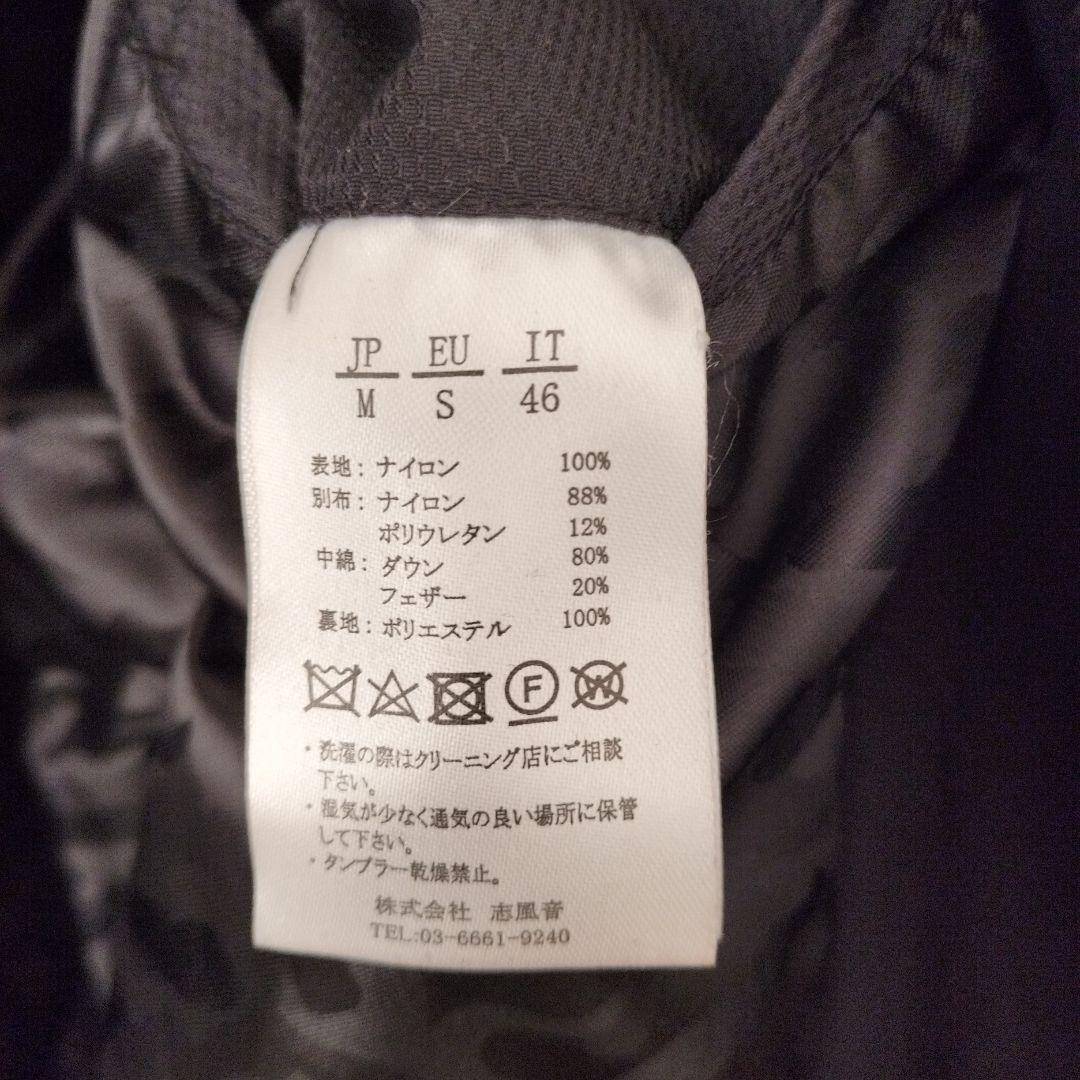 JP EU IT
M S 46
表地：ナイロン 100%
別布：ナイロン 88%
ポリウレタン 12%
中綿：ダウン 80%
フェザー 20%
裏地：ポリエステル 100%
F W
・洗濯の際はクリーニング店にご相談
下さい。
・湿気が少なく通気の良い場所に保管
して下さい。
・タンブラー乾燥禁止。
株式会社 志風音
TEL:03-6661-9240